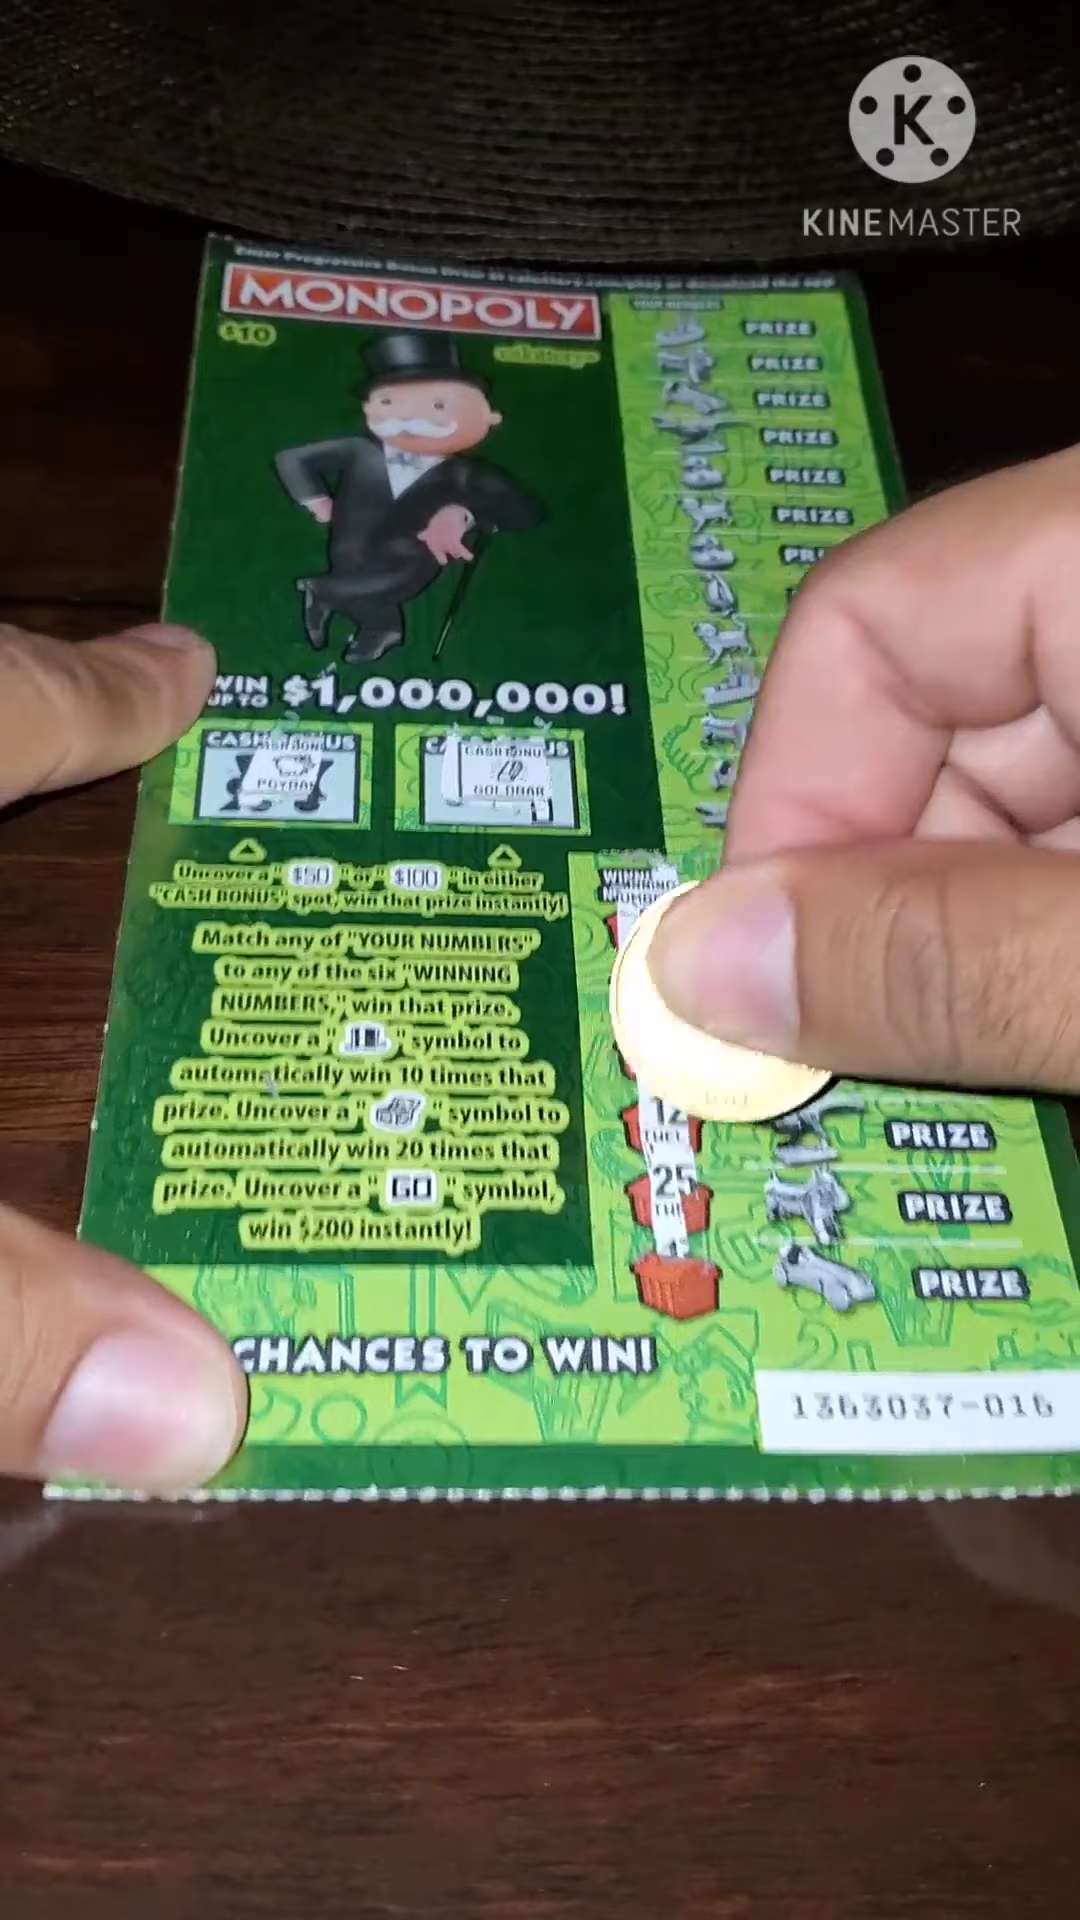 KINEMASTER
MONOPOLY
$10
PRIZE
PRIZE
PRIZE
PRIZE
PRIZE
PRIZE
WIN UP TO $1,000,000!
CASH BONUS
GOLDBAR
Uncover a "$50" or "$100" in either
"CASH BONUS" spot, win that prize instantly!
Match any of "YOUR NUMBERS"
to any of the six "WINNING
NUMBERS," win that prize.
Uncover a " " symbol to
automatically win 10 times that
prize. Uncover a " " symbol to
automatically win 20 times that
prize. Uncover a "GO" symbol,
win $200 instantly!
12
25
PRIZE
PRIZE
PRIZE
CHANCES TO WIN!
1363037-016